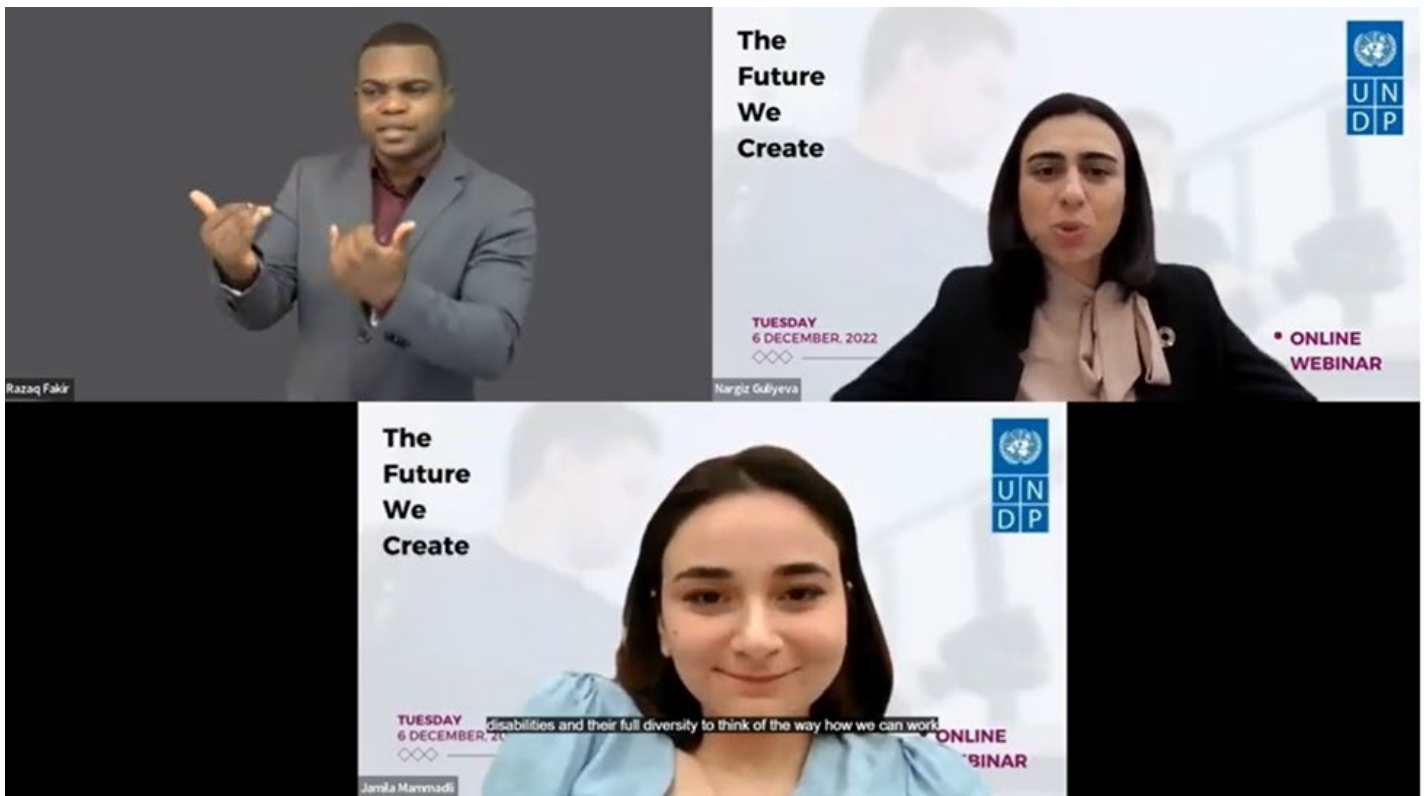 The
Future
We
Create
UN
DP
TUESDAY
6 DECEMBER, 2022
• ONLINE
WEBINAR
Razaq Fakir
Nargiz Guliyeva
The
Future
We
Create
UN
DP
disabilities and their full diversity to think of the way how we can work
TUESDAY
6 DECEMBER, 20
ONLINE
BINAR
Jamila Mammadli